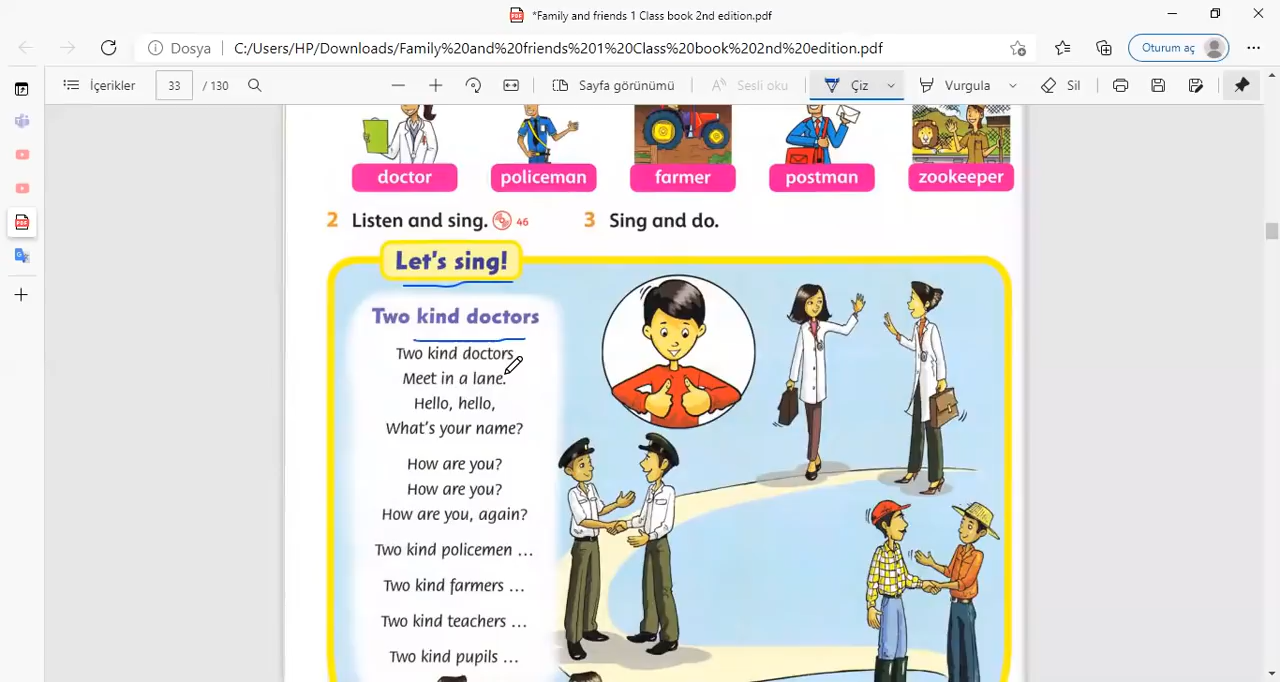 *Family and friends 1 Class book 2nd edition.pdf
Dosya
C:/Users/HP/Downloads/Family%20and%20friends%201%20Class%20book%202nd%20edition.pdf
Oturum aç
İçerikler
33
/ 130
Sayfa görünümü
Sesli oku
Çiz
Vurgula
Sil
doctor
policeman
farmer
postman
zookeeper
2 Listen and sing. 46
3 Sing and do.
Let's sing!
Two kind doctors
Two kind doctors
Meet in a lane.
Hello, hello,
What's your name?
How are you?
How are you?
How are you, again?
Two kind policemen ...
Two kind farmers ...
Two kind teachers ...
Two kind pupils ...